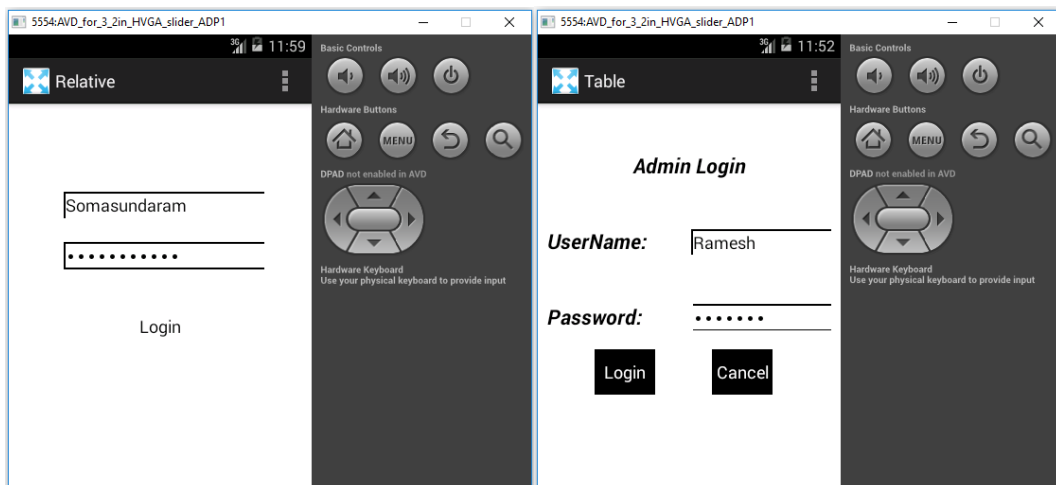 5554:AVD_for_3_2in_HVGA_slider_ADP1
3G 11:59
Relative
Somasundaram
•••••••••••
Login
Basic Controls
Hardware Buttons
MENU
DPAD not enabled in AVD
Hardware Keyboard
Use your physical keyboard to provide input
5554:AVD_for_3_2in_HVGA_slider_ADP1
3G 11:52
Table
Admin Login
UserName: Ramesh
Password: •••••••
Login Cancel
Basic Controls
Hardware Buttons
MENU
DPAD not enabled in AVD
Hardware Keyboard
Use your physical keyboard to provide input